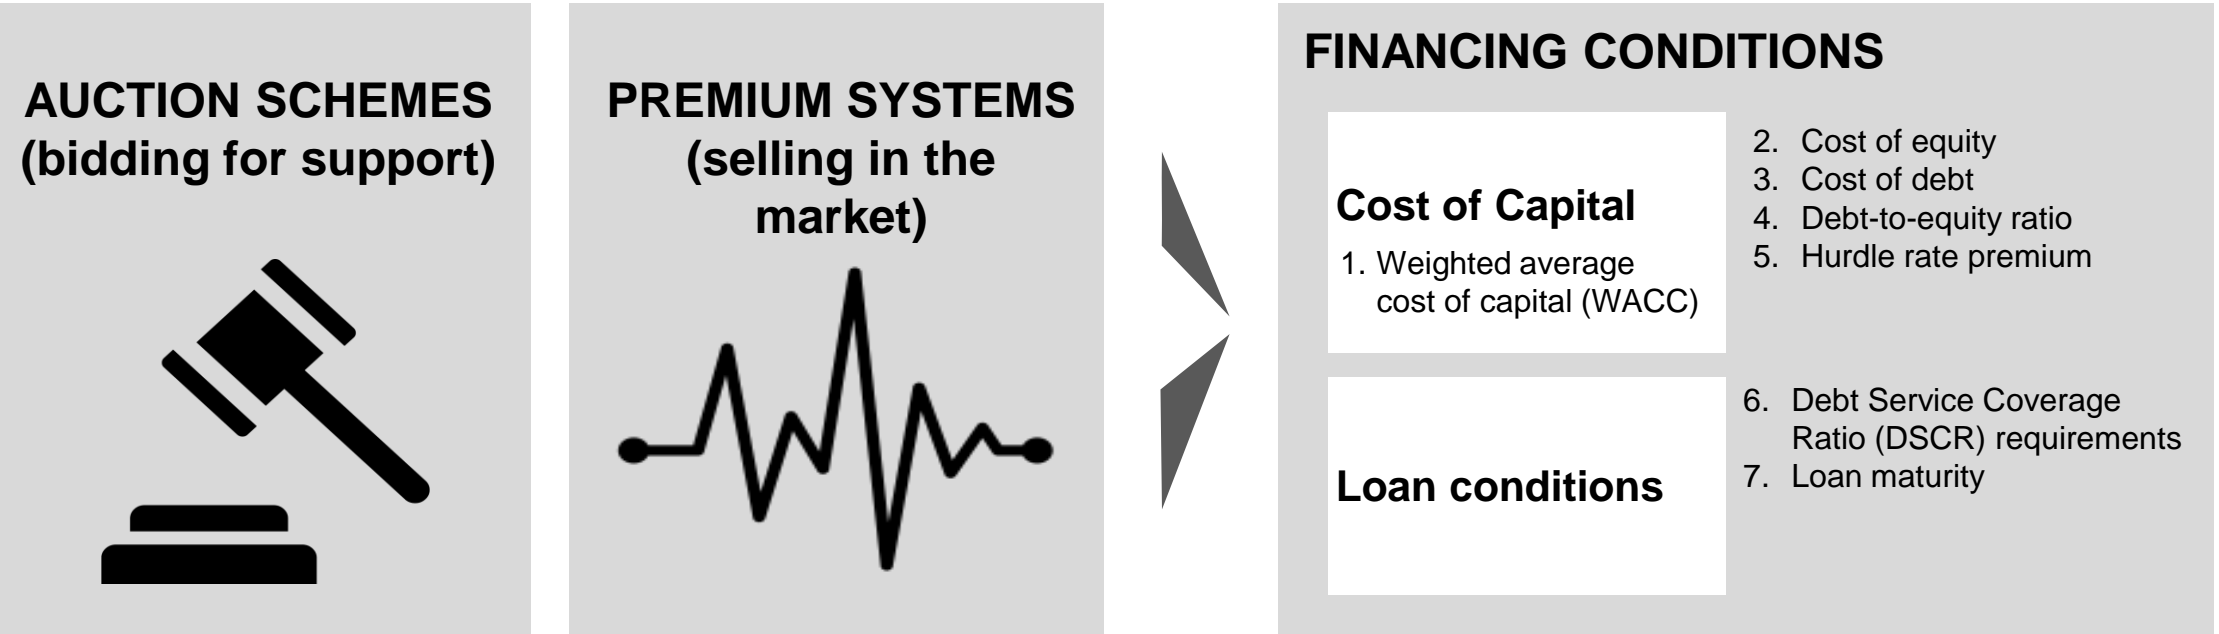 AUCTION SCHEMES
(bidding for support)
PREMIUM SYSTEMS
(selling in the
market)
FINANCING CONDITIONS
Cost of Capital
1. Weighted average
cost of capital (WACC)
2. Cost of equity
3. Cost of debt
4. Debt-to-equity ratio
5. Hurdle rate premium
Loan conditions
6. Debt Service Coverage
Ratio (DSCR) requirements
7. Loan maturity